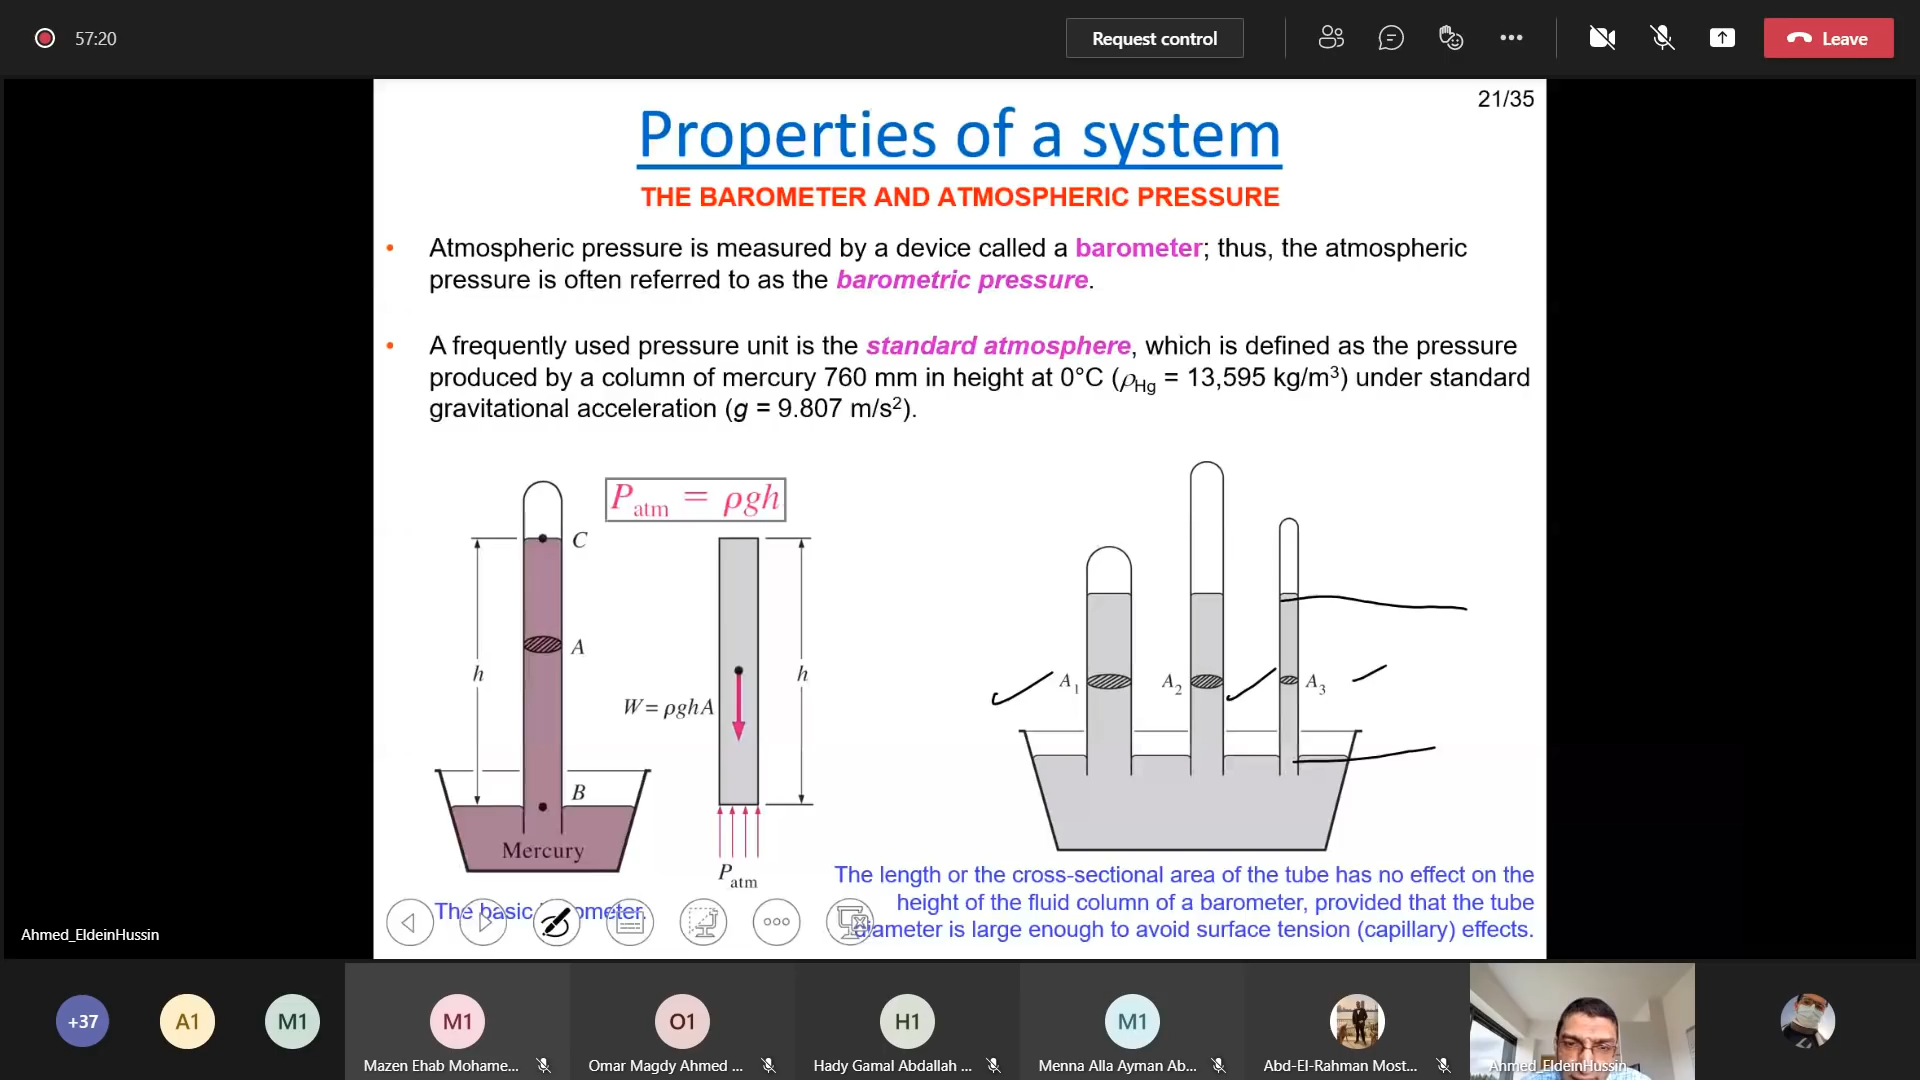 57:20
Request control
Leave
21/35
Properties of a system
THE BAROMETER AND ATMOSPHERIC PRESSURE
• Atmospheric pressure is measured by a device called a barometer; thus, the atmospheric
pressure is often referred to as the barometric pressure.
• A frequently used pressure unit is the standard atmosphere, which is defined as the pressure
produced by a column of mercury 760 mm in height at 0°C (ρHg = 13,595 kg/m³) under standard
gravitational acceleration (g = 9.807 m/s²).
Patm = ρgh
C
A
h
h
W = ρghA
B
Mercury
Patm
A1
A2
A3
The basic
The length or the cross-sectional area of the tube has no effect on the
height of the fluid column of a barometer, provided that the tube
diameter is large enough to avoid surface tension (capillary) effects.
Ahmed_EldeinHussin
+37
A1
M1
M1
O1
H1
M1
Mazen Ehab Mohame...
Omar Magdy Ahmed ...
Hady Gamal Abdallah ...
Menna Alla Ayman Ab...
Abd-El-Rahman Most...
Ahmed_EldeinHussin